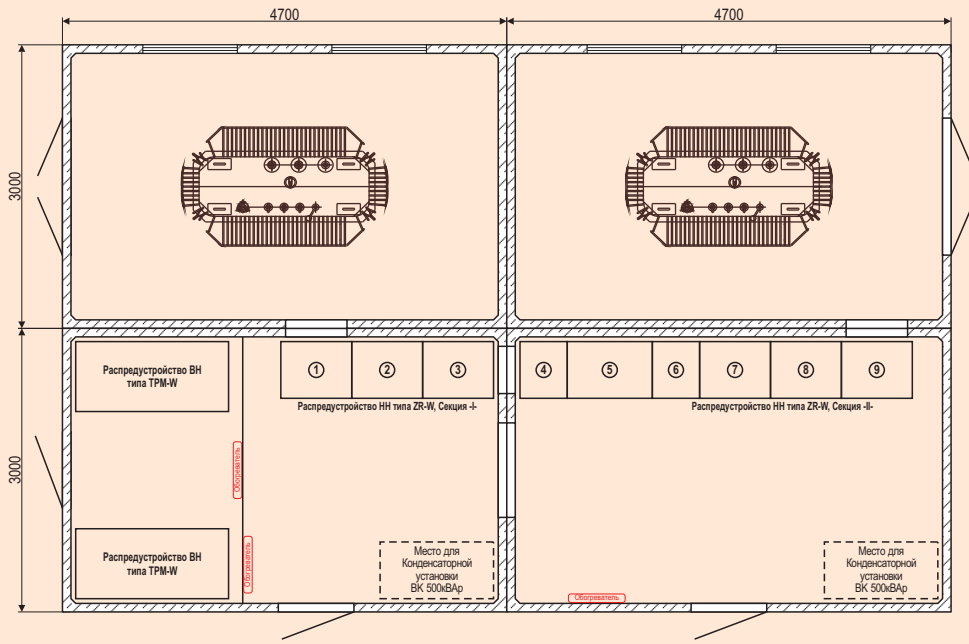 4700
4700
3000
3000
Распредустройство ВН
типа TPM-W
1
2
3
4
5
6
7
8
9
Распредустройство НН типа ZR-W, Секция -I-
Распредустройство НН типа ZR-W, Секция -II-
Обогреватель
Обогреватель
Распредустройство ВН
типа TPM-W
Место для
Конденсаторной
установки
ВК 500кВАр
Место для
Конденсаторной
установки
ВК 500кВАр
Обогреватель